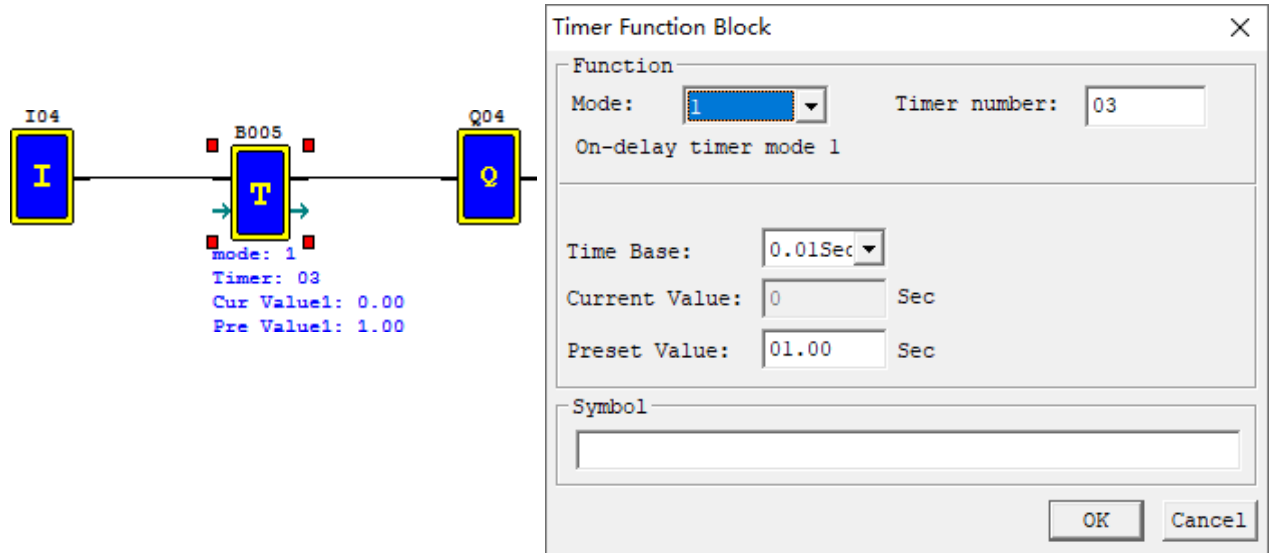 I04
I
B005
T
Q04
Q
mode: 1
Timer: 03
Cur Value1: 0.00
Pre Value1: 1.00
Timer Function Block
Function
Mode: 1 Timer number: 03
On-delay timer mode 1
Time Base: 0.01Sec
Current Value: 0 Sec
Preset Value: 01.00 Sec
Symbol
OK Cancel